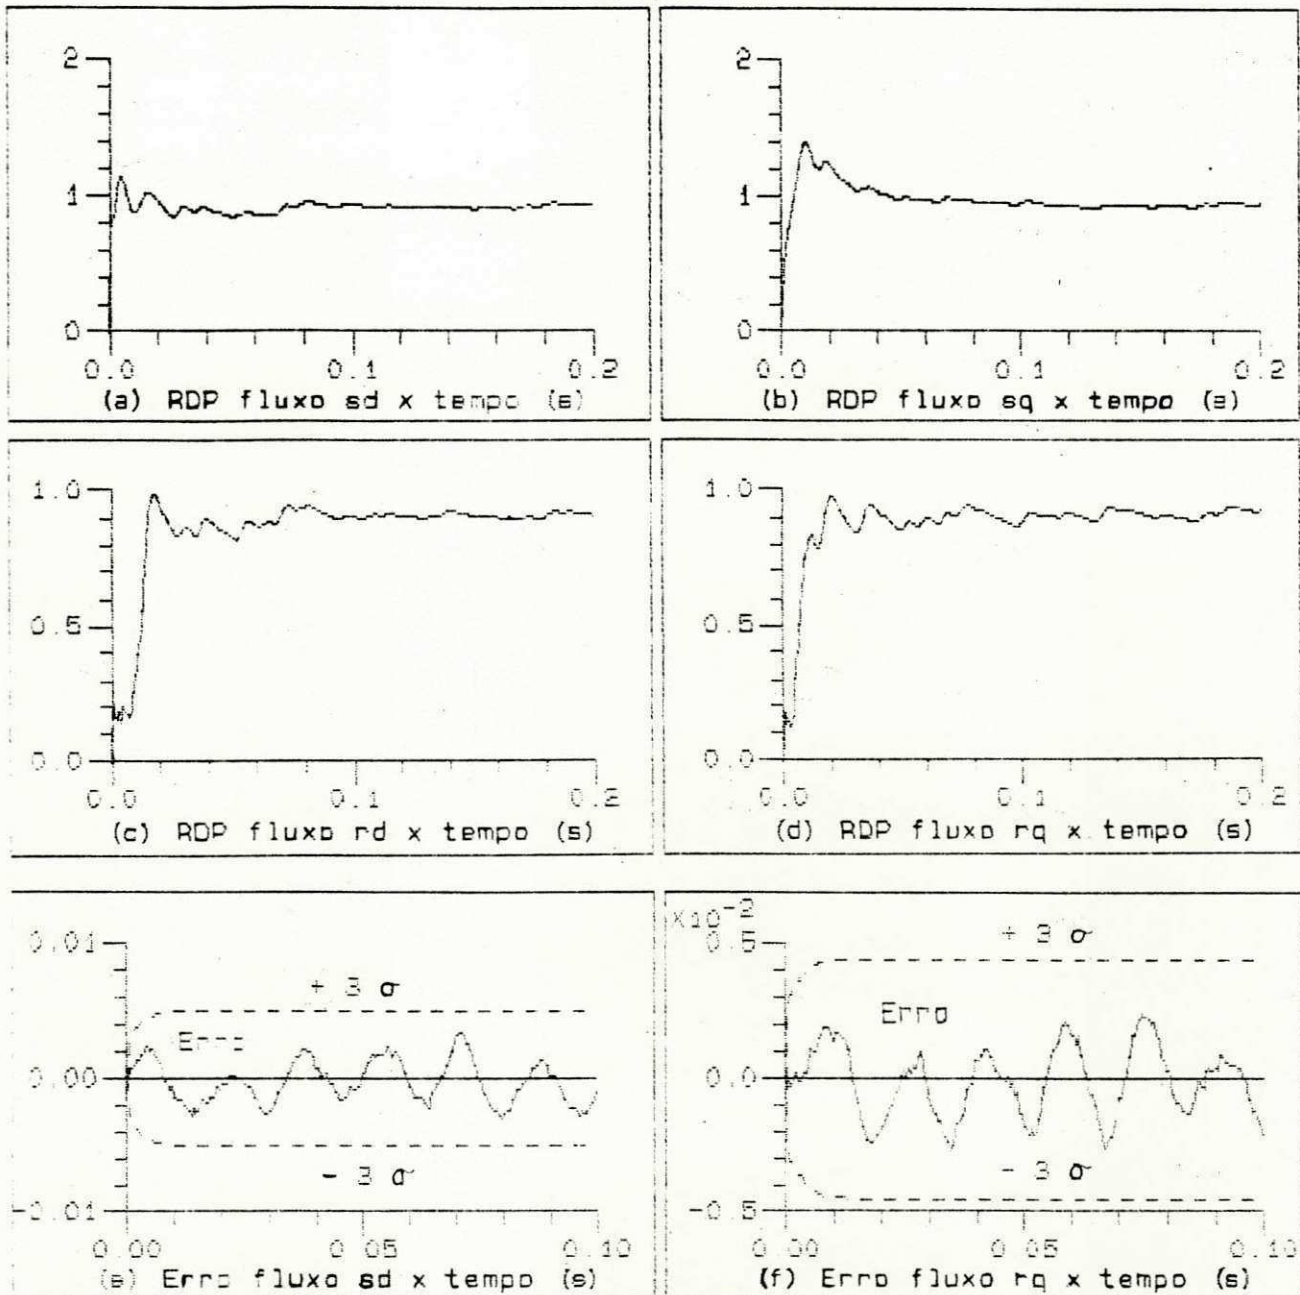 2
1
0
0.0 0.1 0.2
(a) RDP fluxo sd x tempo (s)
2
1
0
0.0 0.1 0.2
(b) RDP fluxo sq x tempo (s)
1.0
0.5
0.0
0.0 0.1 0.2
(c) RDP fluxo rd x tempo (s)
1.0
0.5
0.0
0.0 0.1 0.2
(d) RDP fluxo rq x tempo (s)
0.01
+ 3 σ
Erro
0.00
- 3 σ
-0.01
0.00 0.05 0.10
(e) Erro fluxo sd x tempo (s)
X10⁻²
0.5
+ 3 σ
Erro
0.0
- 3 σ
-0.5
0.00 0.05 0.10
(f) Erro fluxo rq x tempo (s)